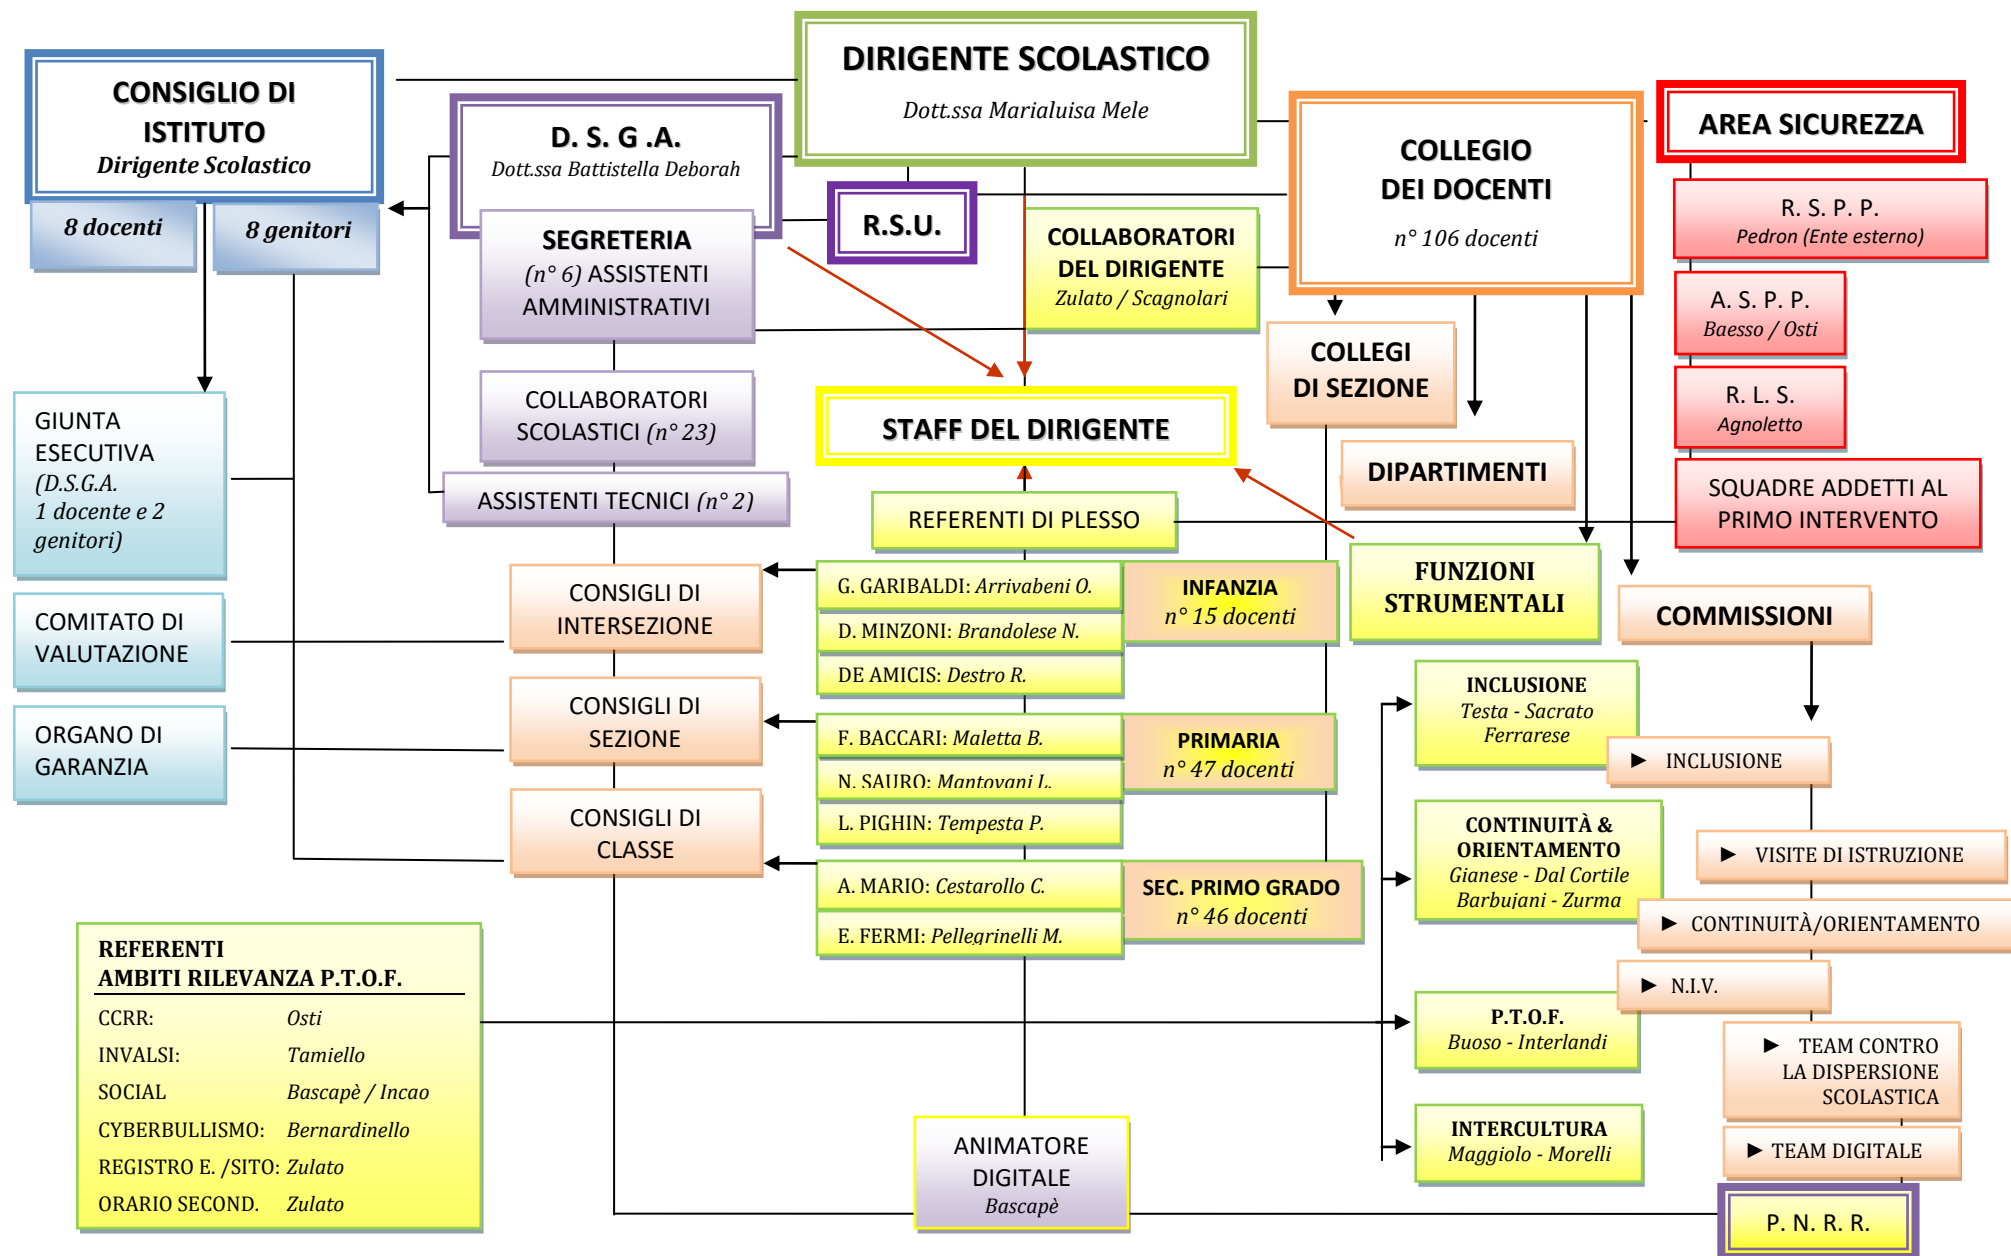 DIRIGENTE SCOLASTICO
Dott.ssa Marialuisa Mele
CONSIGLIO DI
ISTITUTO
Dirigente Scolastico
8 docenti
8 genitori
D. S. G .A.
Dott.ssa Battistella Deborah
R.S.U.
SEGRETERIA
(n° 6) ASSISTENTI
AMMINISTRATIVI
COLLABORATORI
DEL DIRIGENTE
Zulato / Scagnolari
COLLEGIO
DEI DOCENTI
n° 106 docenti
AREA SICUREZZA
R. S. P. P.
Pedron (Ente esterno)
A. S. P. P.
Baesso / Osti
R. L. S.
Agnoletto
SQUADRE ADDETTI AL
PRIMO INTERVENTO
COLLEGI
DI SEZIONE
DIPARTIMENTI
COLLABORATORI
SCOLASTICI (n° 23)
ASSISTENTI TECNICI (n° 2)
STAFF DEL DIRIGENTE
REFERENTI DI PLESSO
GIUNTA
ESECUTIVA
(D.S.G.A.
1 docente e 2
genitori)
COMITATO DI
VALUTAZIONE
ORGANO DI
GARANZIA
CONSIGLI DI
INTERSEZIONE
CONSIGLI DI
SEZIONE
CONSIGLI DI
CLASSE
G. GARIBALDI: Arrivabeni O.
D. MINZONI: Brandolese N.
DE AMICIS: Destro R.
INFANZIA
n° 15 docenti
F. BACCARI: Maletta B.
N. SAURO: Mantovani L.
L. PIGHIN: Tempesta P.
PRIMARIA
n° 47 docenti
A. MARIO: Cestarollo C.
E. FERMI: Pellegrinelli M.
SEC. PRIMO GRADO
n° 46 docenti
FUNZIONI
STRUMENTALI
COMMISSIONI
INCLUSIONE
Testa - Sacrato
Ferrarese
CONTINUITÀ &
ORIENTAMENTO
Gianese - Dal Cortile
Barbujani - Zurma
P.T.O.F.
Buoso - Interlandi
INTERCULTURA
Maggiolo - Morelli
► INCLUSIONE
► VISITE DI ISTRUZIONE
► CONTINUITÀ/ORIENTAMENTO
► N.I.V.
► TEAM CONTRO
LA DISPERSIONE
SCOLASTICA
► TEAM DIGITALE
P. N. R. R.
REFERENTI
AMBITI RILEVANZA P.T.O.F.
CCRR: Osti
INVALSI: Tamiello
SOCIAL Bascapè / Incao
CYBERBULLISMO: Bernardinello
REGISTRO E. /SITO: Zulato
ORARIO SECOND. Zulato
ANIMATORE
DIGITALE
Bascapè